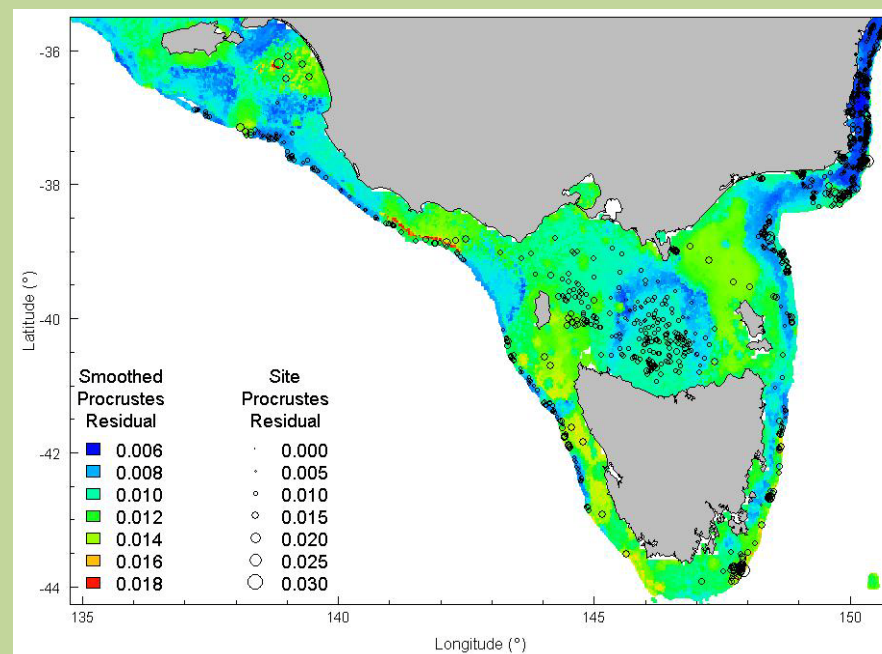 -36
-38
-40
-42
-44
Latitude (°)
Smoothed
Procrustes
Residual
0.006
0.008
0.010
0.012
0.014
0.016
0.018
Site
Procrustes
Residual
0.000
0.005
0.010
0.015
0.020
0.025
0.030
135
140
145
150
Longitude (°)